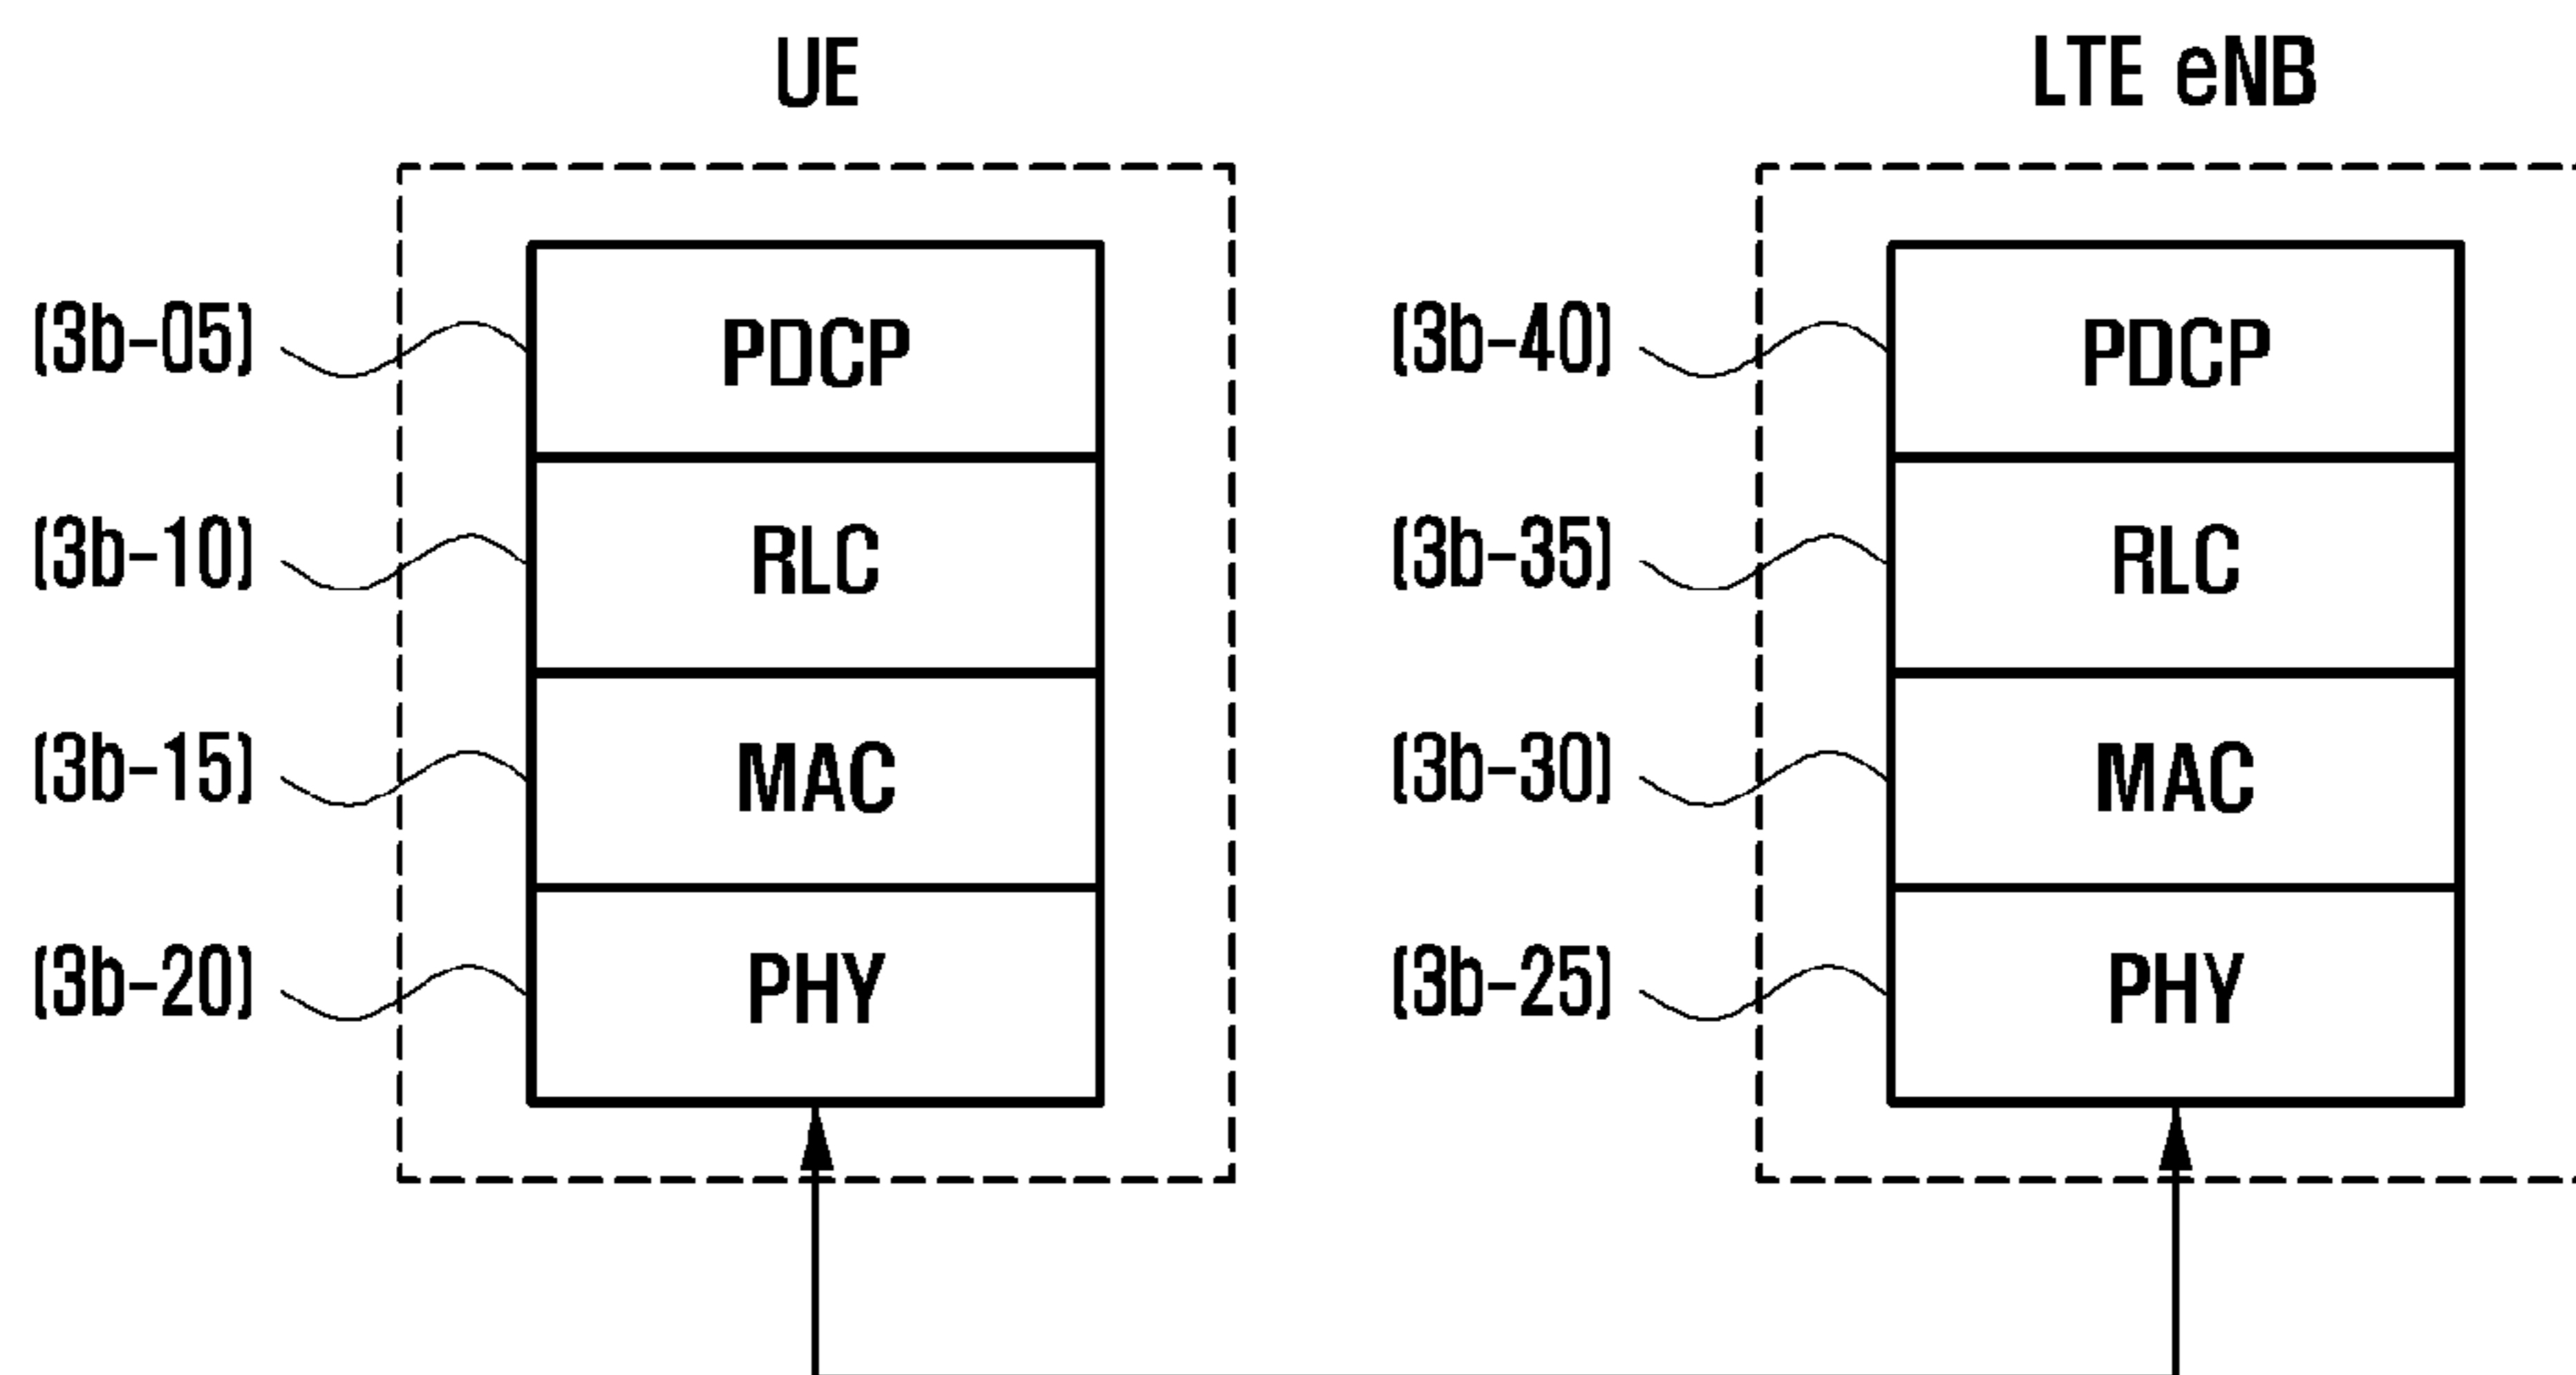 UE LTE eNB
(3b-05) PDCP (3b-40) PDCP
(3b-10) RLC (3b-35) RLC
(3b-15) MAC (3b-30) MAC
(3b-20) PHY (3b-25) PHY